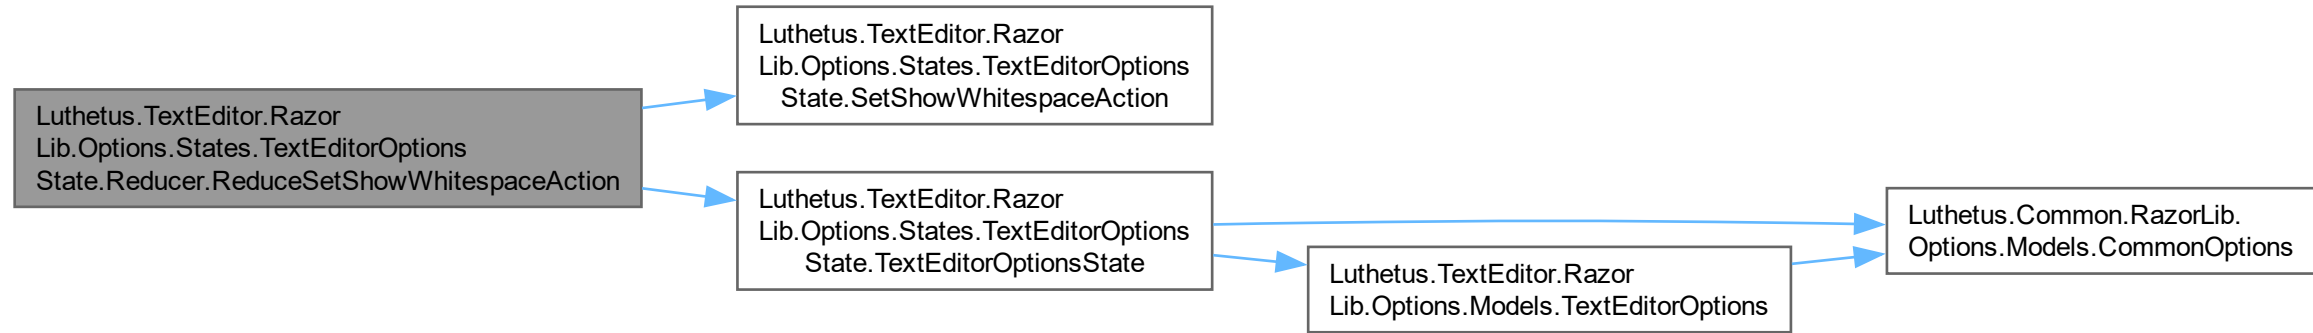 Luthetus.TextEditor.Razor
Lib.Options.States.TextEditorOptions
State.Reducer.ReduceSetShowWhitespaceAction
Luthetus.TextEditor.Razor
Lib.Options.States.TextEditorOptions
State.SetShowWhitespaceAction
Luthetus.TextEditor.Razor
Lib.Options.States.TextEditorOptions
State.TextEditorOptionsState
Luthetus.TextEditor.Razor
Lib.Options.Models.TextEditorOptions
Luthetus.Common.RazorLib.
Options.Models.CommonOptions